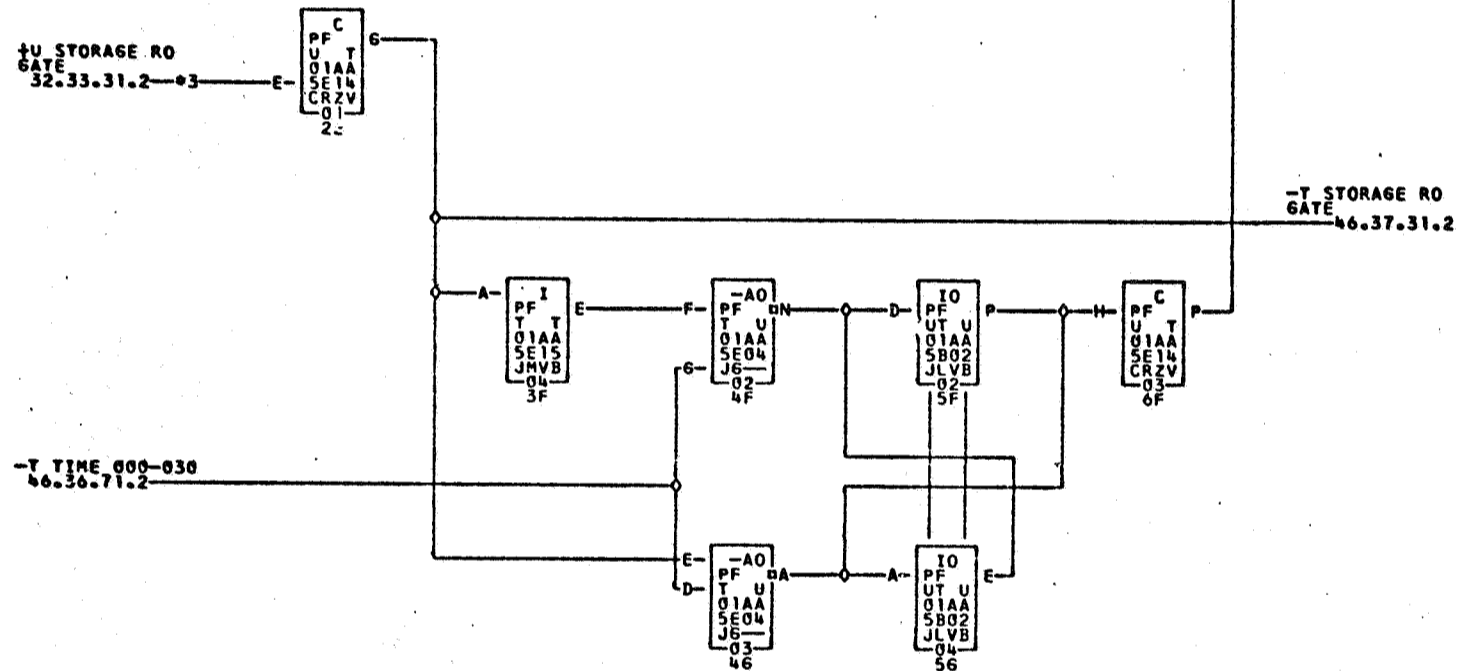 C
PF
U T
01AA
5E14
CRZV
01
2
G
+U STORAGE RO
GATE
32.33.31.2
*3
E
-T STORAGE RO
GATE
46.37.31.2
A
I
PF
T T
01AA
5E15
JMVB
04
3F
E
F
G
-AO
PF
T U
01AA
5E04
J6--
02
4F
N
D
IO
PF
UT U
01AA
5B02
JLVB
02
5F
P
H
C
PF
U T
01AA
5E14
CRZV
03
6F
P
-T TIME 000-030
46.36.71.2
E
D
-AO
PF
T U
01AA
5E04
J6--
03
46
A
A
IO
PF
UT U
01AA
5B02
JLVB
04
56
E